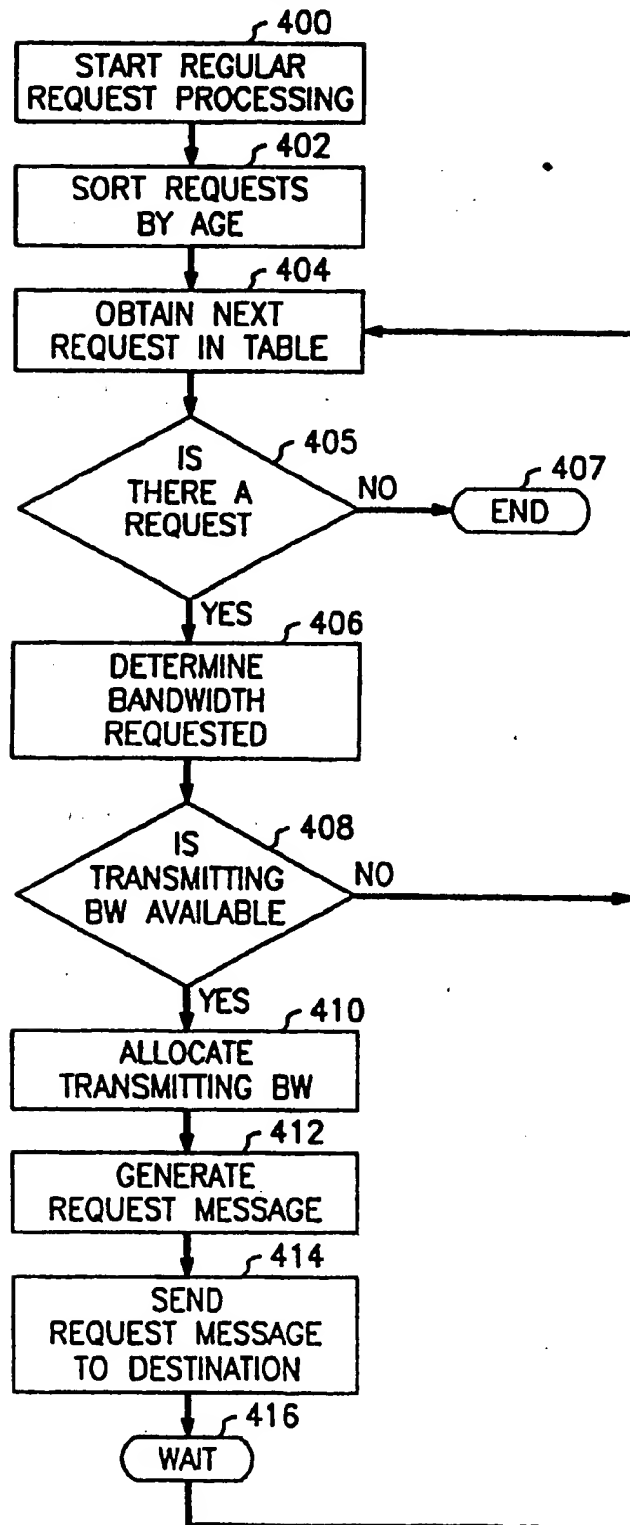 400
START REGULAR
REQUEST PROCESSING
402
SORT REQUESTS
BY AGE
404
OBTAIN NEXT
REQUEST IN TABLE
405
IS
THERE A
REQUEST
NO
407
END
YES
406
DETERMINE
BANDWIDTH
REQUESTED
408
IS
TRANSMITTING
BW AVAILABLE
NO
YES
410
ALLOCATE
TRANSMITTING BW
412
GENERATE
REQUEST MESSAGE
414
SEND
REQUEST MESSAGE
TO DESTINATION
416
WAIT